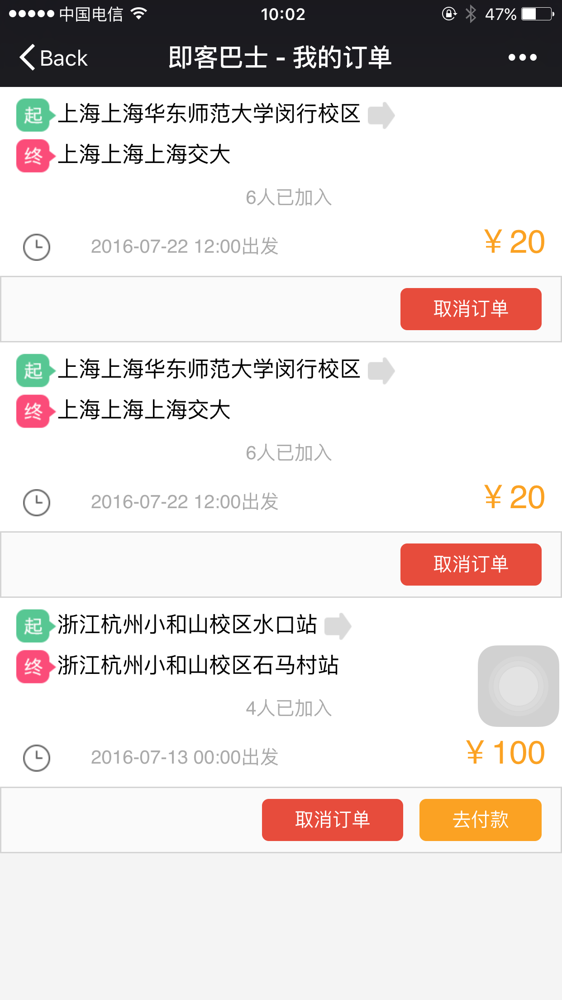 中国电信 10:02 47%
Back 即客巴士 - 我的订单
起 上海上海华东师范大学闵行校区
终 上海上海上海交大
6人已加入
2016-07-22 12:00出发 ¥ 20
取消订单
起 上海上海华东师范大学闵行校区
终 上海上海上海交大
6人已加入
2016-07-22 12:00出发 ¥ 20
取消订单
起 浙江杭州小和山校区水口站
终 浙江杭州小和山校区石马村站
4人已加入
2016-07-13 00:00出发 ¥ 100
取消订单 去付款